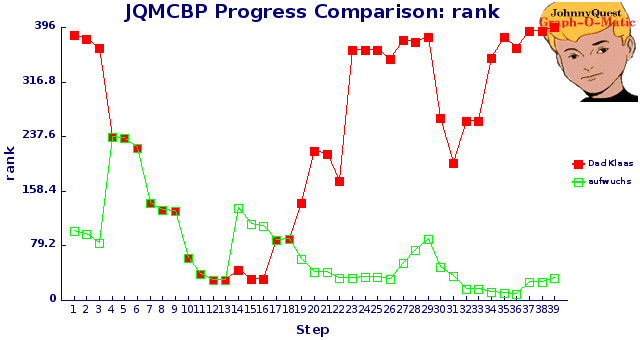 JQMCBP Progress Comparison: rank
JohnnyQuest
Graph-O-Matic
396
316.8
237.6
158.4
79.2
0
rank
Dad Klaas
aufwuchs
1 2 3 4 5 6 7 8 9 10 11 12 13 14 15 16 17 18 19 20 21 22 23 24 25 26 27 28 29 30 31 32 33 34 35 36 37 38 39
Step